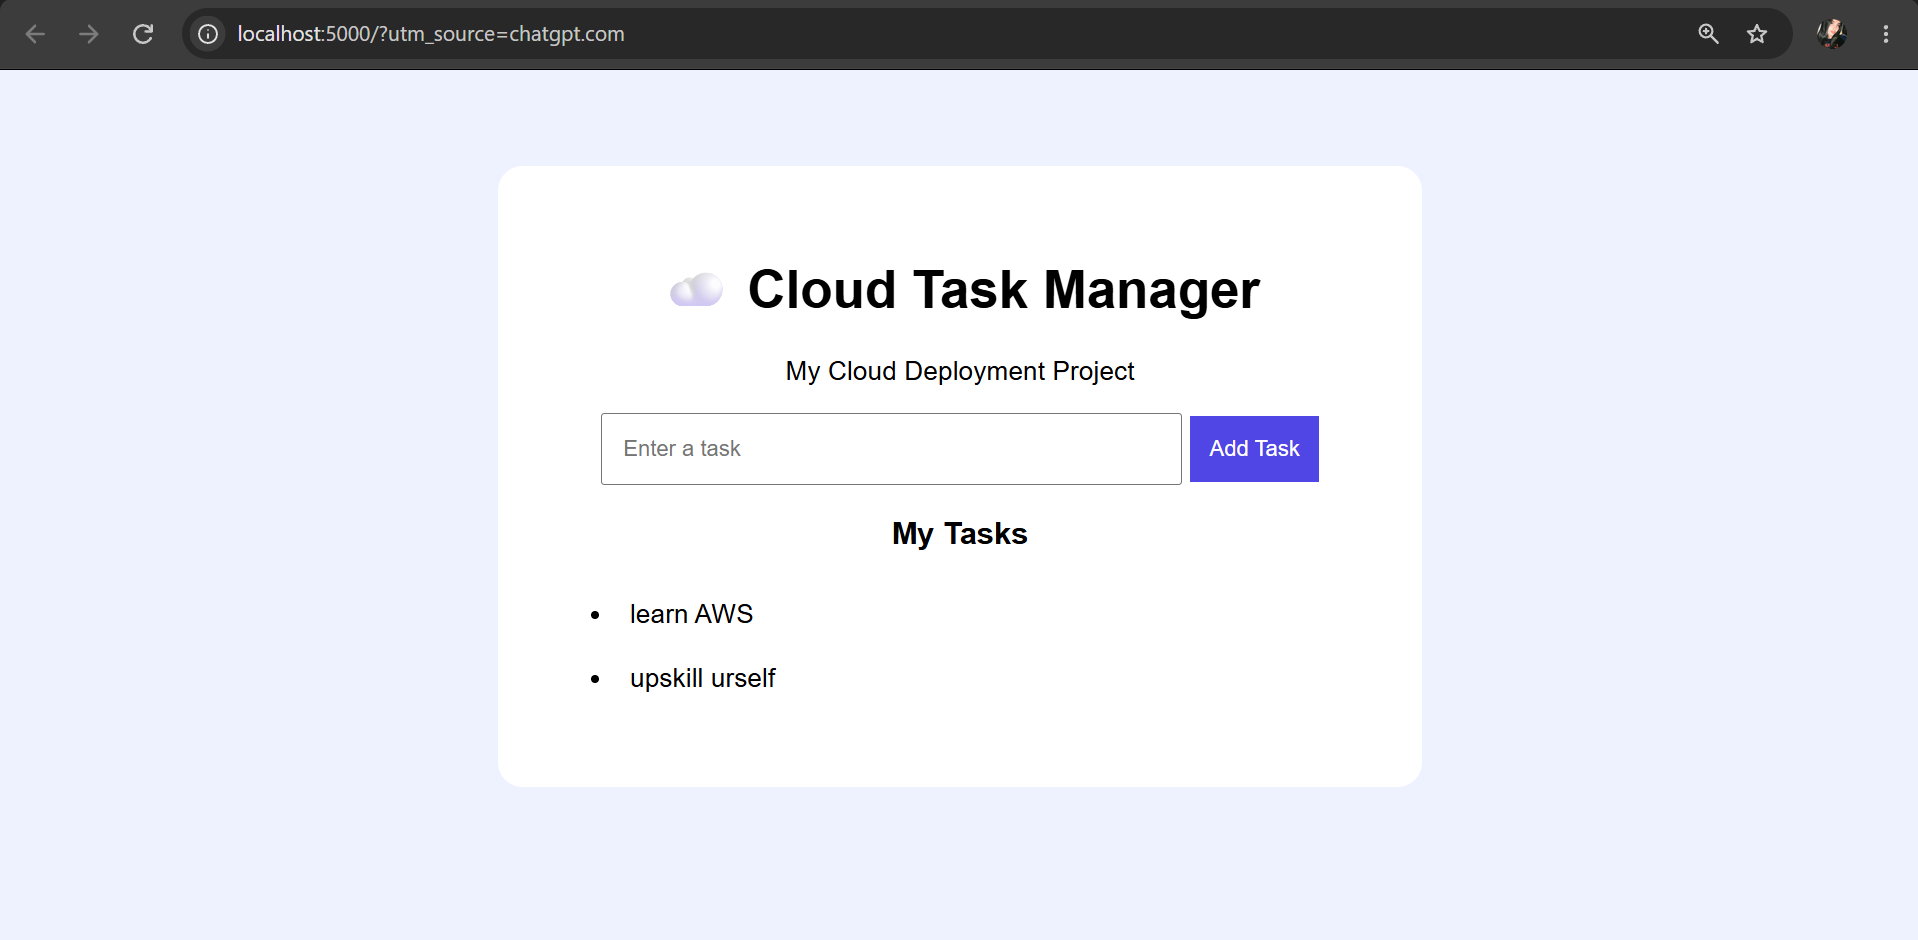 localhost:5000/?utm_source=chatgpt.com
Cloud Task Manager
My Cloud Deployment Project
Enter a task
Add Task
My Tasks
learn AWS
upskill urself